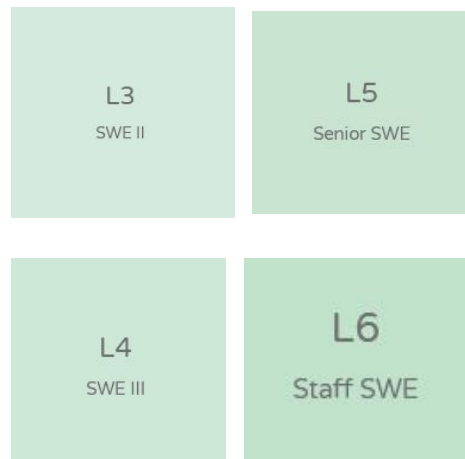 L3
SWE II
L5
Senior SWE
L4
SWE III
L6
Staff SWE